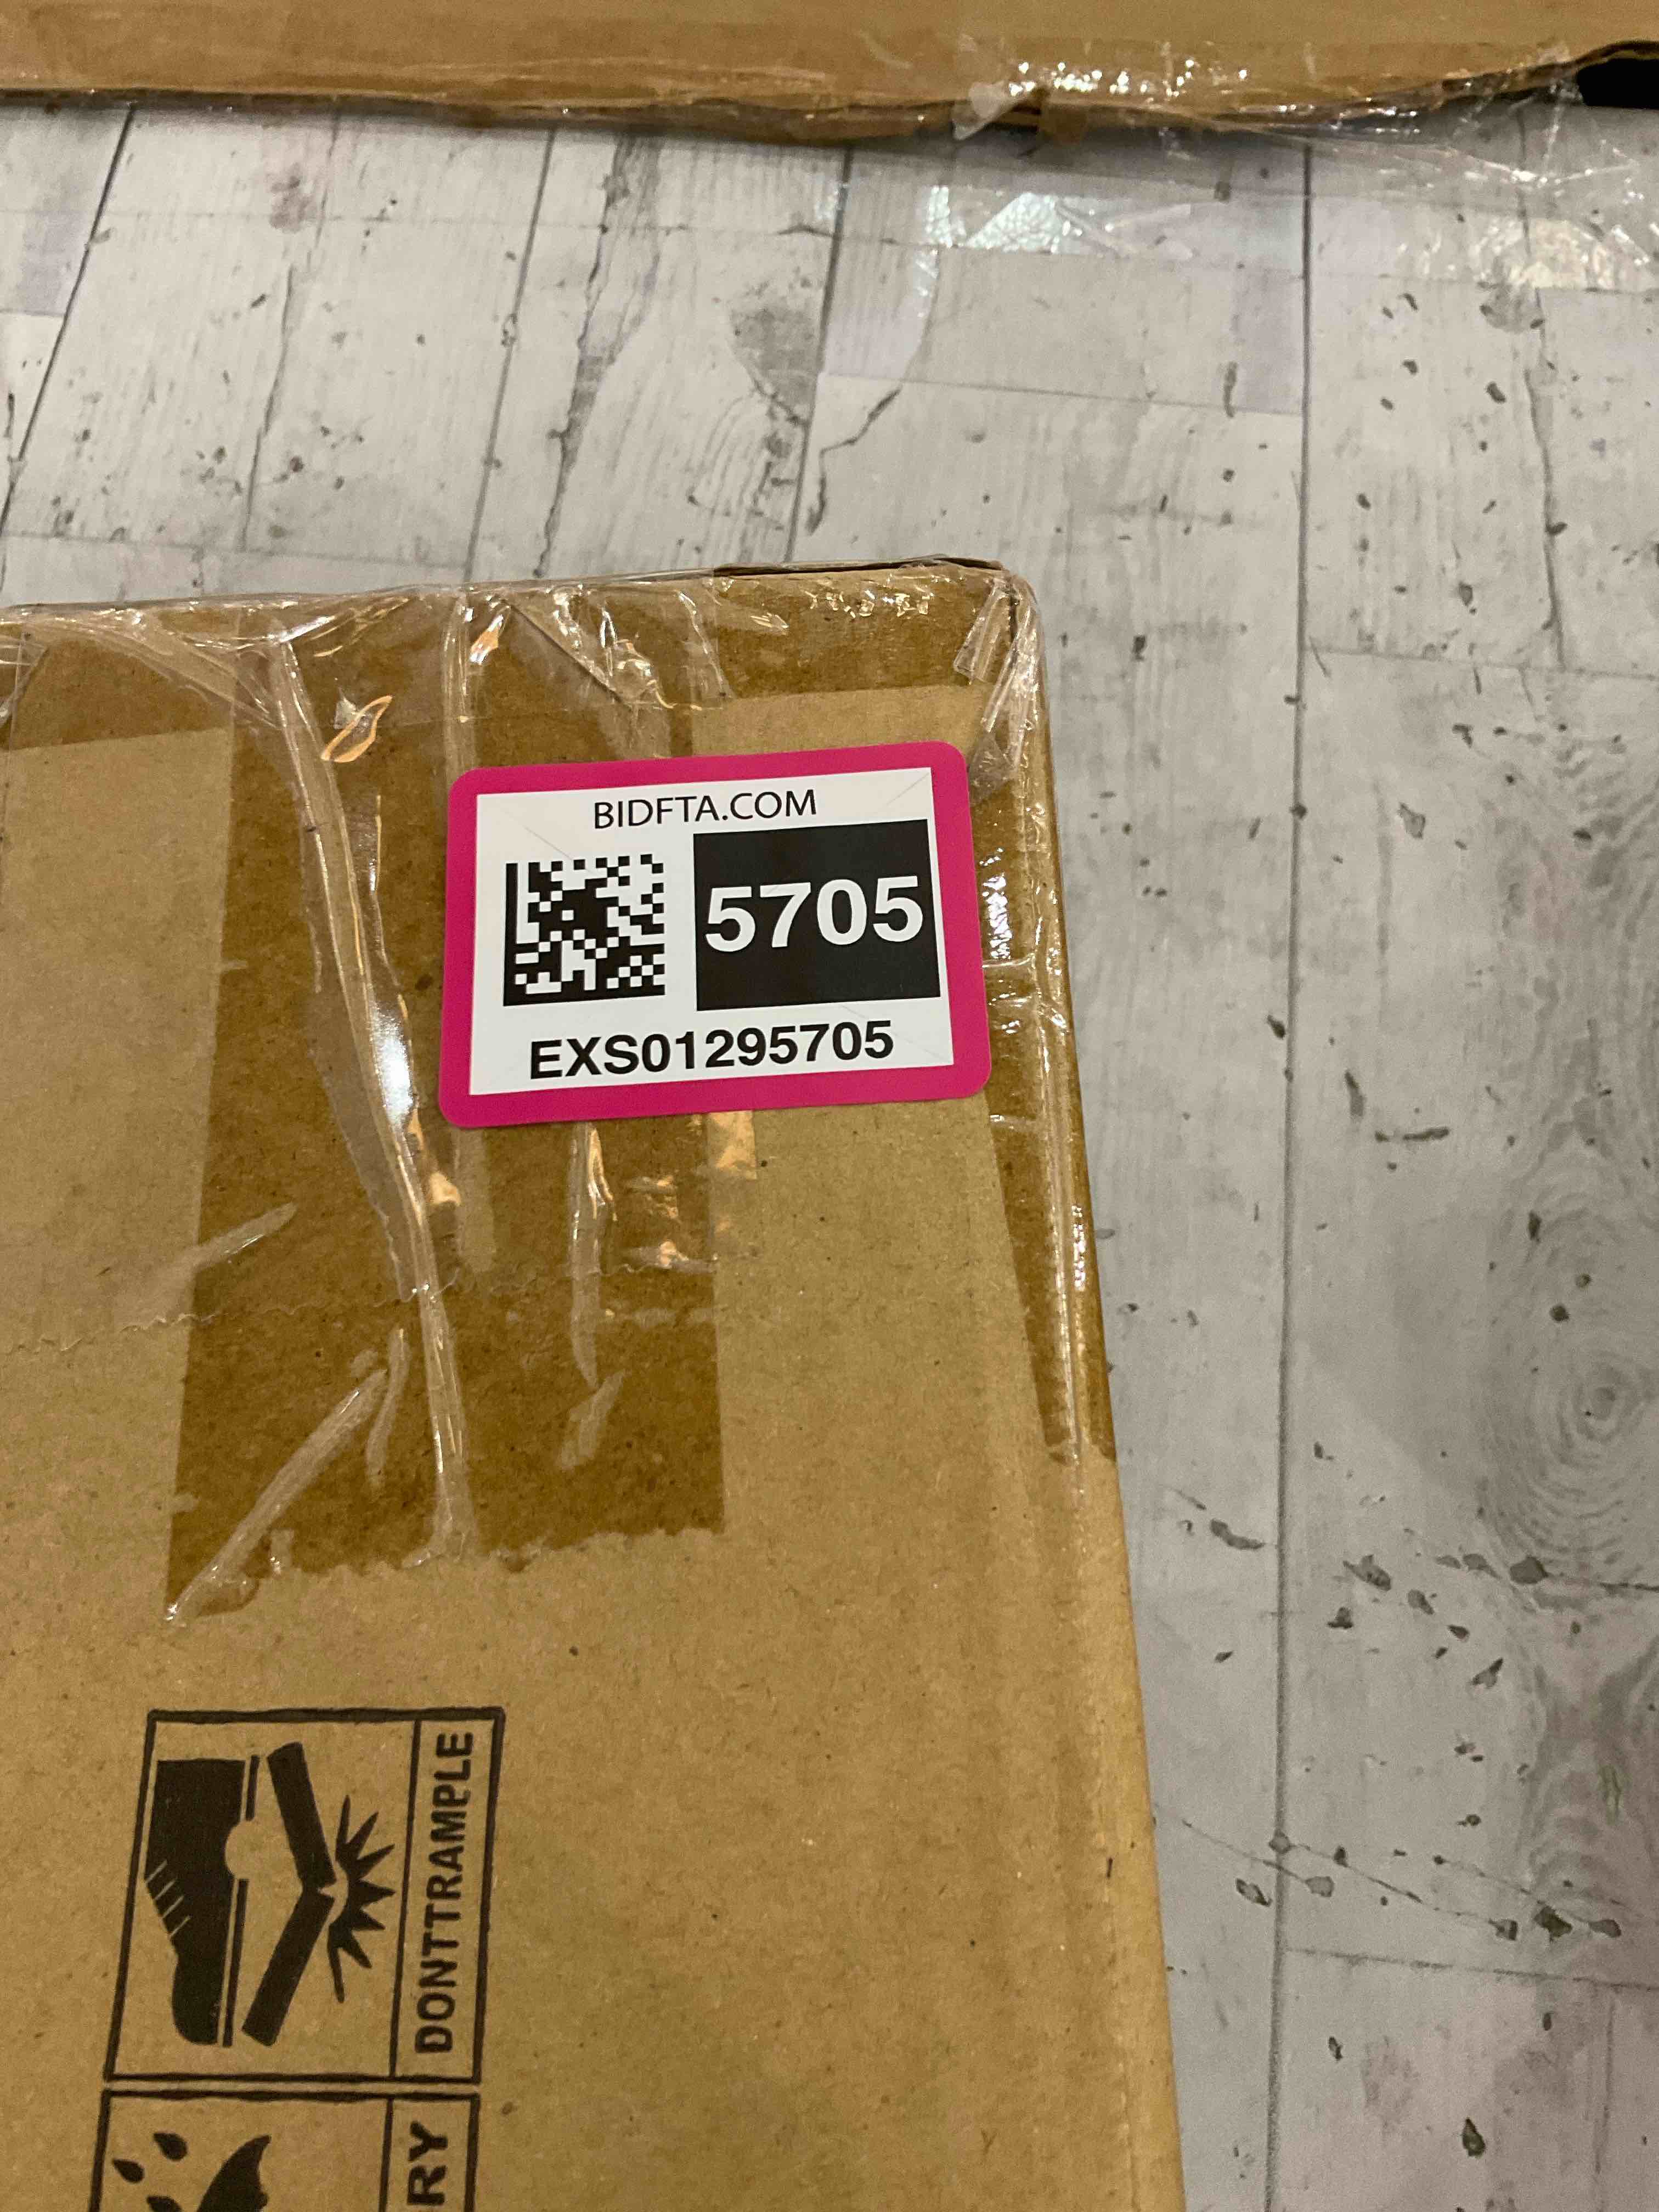 BIDFTA.COM
5705
EXS01295705
DONTTRAMPLE
RY